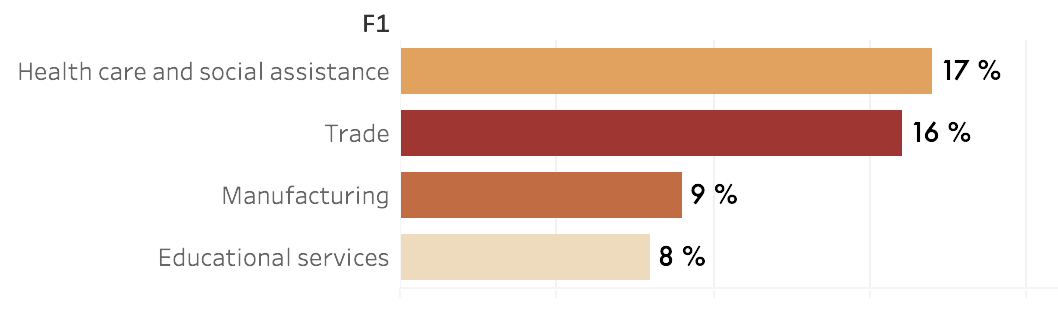 F1
Health care and social assistance 17 %
Trade 16 %
Manufacturing 9 %
Educational services 8 %